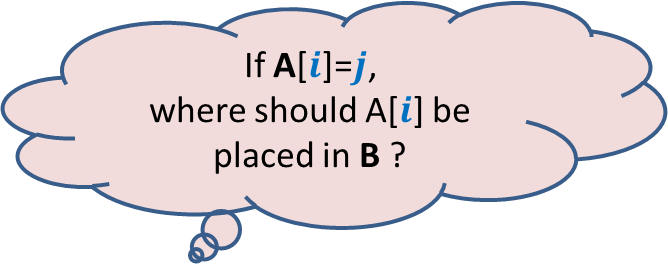 If A[i]=j,
where should A[i] be
placed in B ?